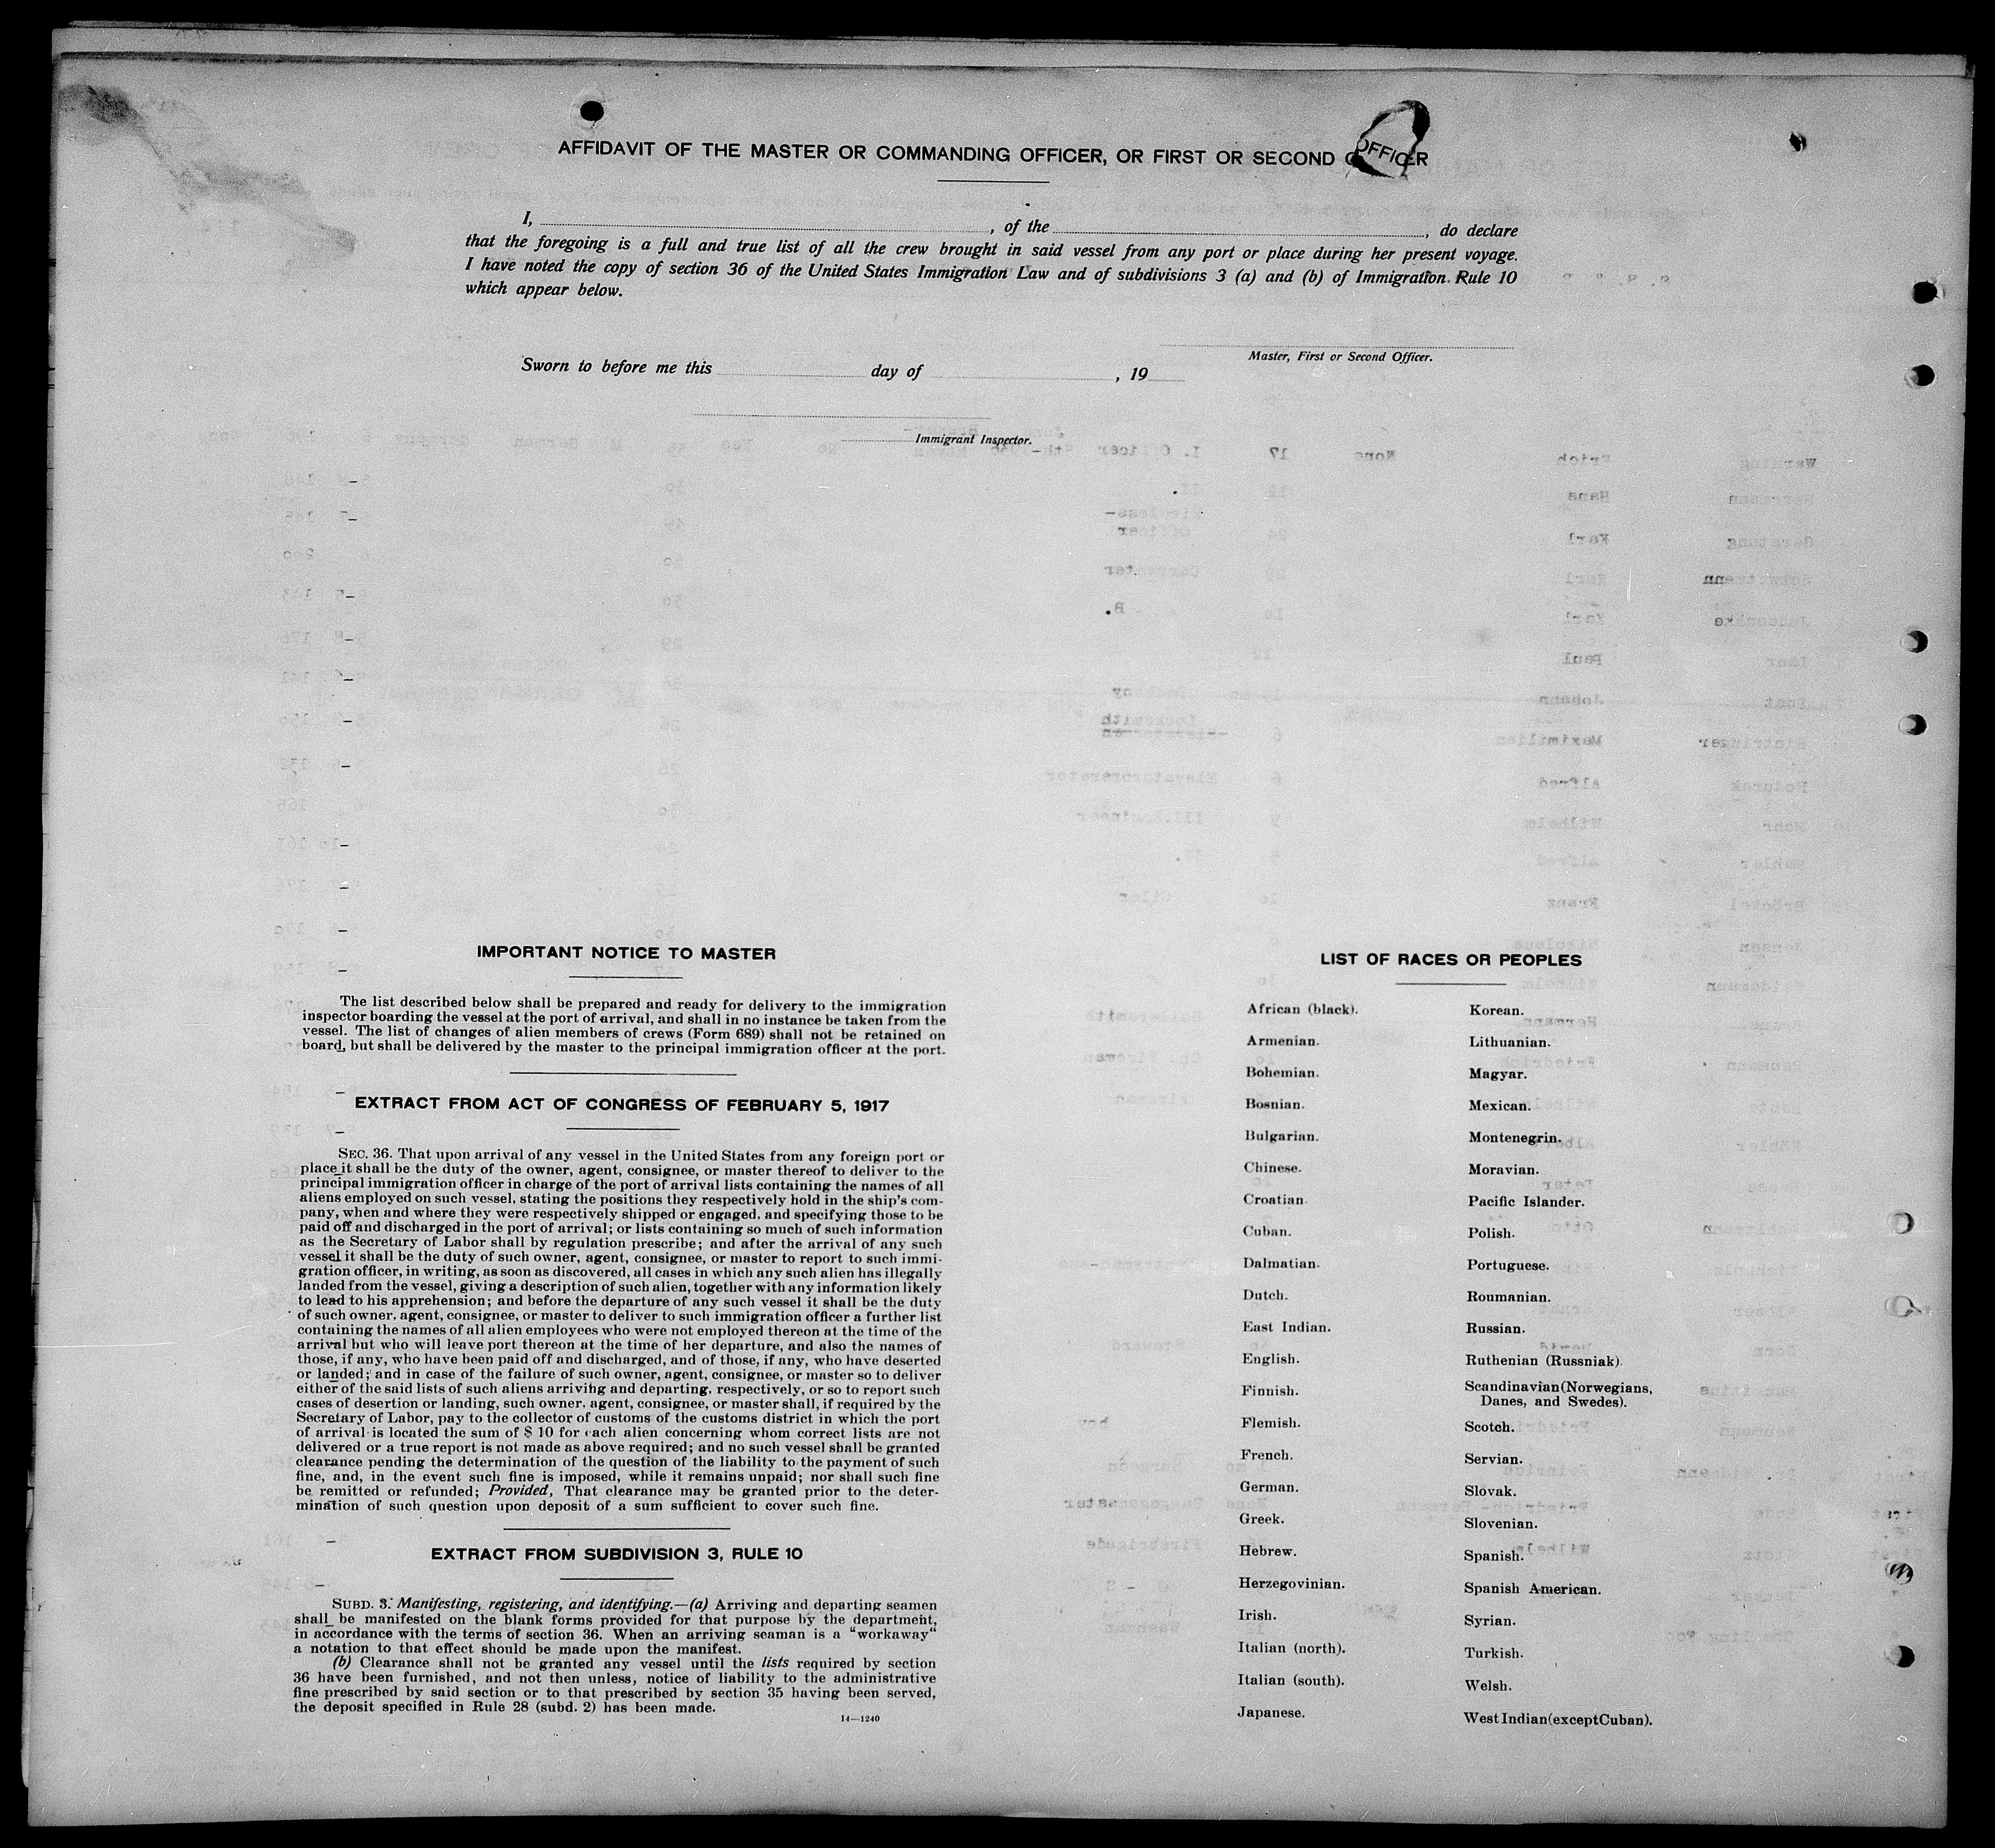 AFFIDAVIT OF THE MASTER OR COMMANDING OFFICER, OR FIRST OR SECOND OFFICER
I, , of the , do declare
that the foregoing is a full and true list of all the crew brought in said vessel from any port or place during her present voyage.
I have noted the copy of section 36 of the United States Immigration Law and of subdivisions 3 (a) and (b) of Immigration Rule 10
which appear below.
Master, First or Second Officer.
Sworn to before me this day of , 19
Immigrant Inspector.
IMPORTANT NOTICE TO MASTER
The list described below shall be prepared and ready for delivery to the immigration
inspector boarding the vessel at the port of arrival, and shall in no instance be taken from the
vessel. The list of changes of alien members of crews (Form 689) shall not be retained on
board, but shall be delivered by the master to the principal immigration officer at the port.
EXTRACT FROM ACT OF CONGRESS OF FEBRUARY 5, 1917
SEC. 36. That upon arrival of any vessel in the United States from any foreign port or
place it shall be the duty of the owner, agent, consignee, or master thereof to deliver to the
principal immigration officer in charge of the port of arrival lists containing the names of all
aliens employed on such vessel, stating the positions they respectively hold in the ship's com-
pany, when and where they were respectively shipped or engaged, and specifying those to be
paid off and discharged in the port of arrival; or lists containing so much of such information
as the Secretary of Labor shall by regulation prescribe; and after the arrival of any such
vessel it shall be the duty of such owner, agent, consignee, or master to report to such immi-
gration officer, in writing, as soon as discovered, all cases in which any such alien has illegally
landed from the vessel, giving a description of such alien, together with any information likely
to lead to his apprehension; and before the departure of any such vessel it shall be the duty
of such owner, agent, consignee, or master to deliver to such immigration officer a further list
containing the names of all alien employees who were not employed thereon at the time of the
arrival but who will leave port thereon at the time of her departure, and also the names of
those, if any, who have been paid off and discharged, and of those, if any, who have deserted
or landed; and in case of the failure of such owner, agent, consignee, or master so to deliver
either of the said lists of such aliens arriving and departing, respectively, or so to report such
cases of desertion or landing, such owner, agent, consignee, or master shall, if required by the
Secretary of Labor, pay to the collector of customs of the customs district in which the port
of arrival is located the sum of $ 10 for each alien concerning whom correct lists are not
delivered or a true report is not made as above required; and no such vessel shall be granted
clearance pending the determination of the question of the liability to the payment of such
fine, and, in the event such fine is imposed, while it remains unpaid; nor shall such fine
be remitted or refunded; Provided, That clearance may be granted prior to the deter-
mination of such question upon deposit of a sum sufficient to cover such fine.
EXTRACT FROM SUBDIVISION 3, RULE 10
SUBD. 3. Manifesting, registering, and identifying.—(a) Arriving and departing seamen
shall be manifested on the blank forms provided for that purpose by the department,
in accordance with the terms of section 36. When an arriving seaman is a "workaway"
a notation to that effect should be made upon the manifest.
(b) Clearance shall not be granted any vessel until the lists required by section
36 have been furnished, and not then unless, notice of liability to the administrative
fine prescribed by said section or to that prescribed by section 35 having been served,
the deposit specified in Rule 28 (subd. 2) has been made.
14—1240
LIST OF RACES OR PEOPLES
African (black).
Armenian.
Bohemian.
Bosnian.
Bulgarian.
Chinese.
Croatian.
Cuban.
Dalmatian.
Dutch.
East Indian.
English.
Finnish.
Flemish.
French.
German.
Greek.
Hebrew.
Herzegovinian.
Irish.
Italian (north).
Italian (south).
Japanese.
Korean.
Lithuanian.
Magyar.
Mexican.
Montenegrin.
Moravian.
Pacific Islander.
Polish.
Portuguese.
Roumanian.
Russian.
Ruthenian (Russniak).
Scandinavian (Norwegians,
Danes, and Swedes).
Scotch.
Servian.
Slovak.
Slovenian.
Spanish.
Spanish American.
Syrian.
Turkish.
Welsh.
West Indian (except Cuban).